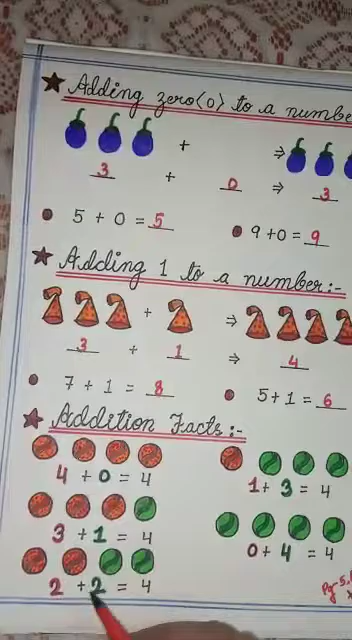 Adding zero(0) to a numbe
+ ⇒
3 + 0 ⇒ 3
5 + 0 = 5
9 + 0 = 9
Adding 1 to a number:-
+ ⇒
3 + 1 ⇒ 4
7 + 1 = 8
5 + 1 = 6
Addition Facts:-
4 + 0 = 4
1 + 3 = 4
3 + 1 = 4
0 + 4 = 4
2 + 2 = 4
Pg-5,